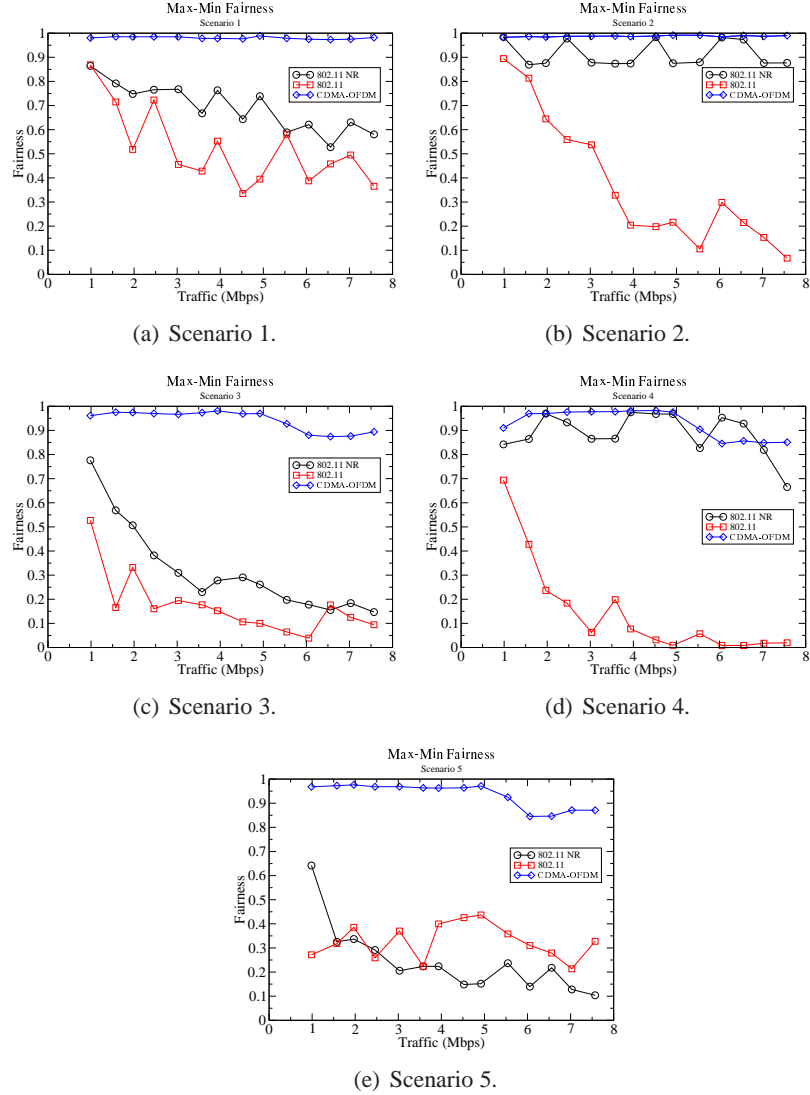 Max-Min Fairness
Scenario 1
1
0.9
0.8
0.7
0.6
0.5
0.4
0.3
0.2
0.1
0
Fairness
802.11 NR
802.11
CDMA-OFDM
0 1 2 3 4 5 6 7 8
Traffic (Mbps)
(a) Scenario 1.
Max-Min Fairness
Scenario 2
1
0.9
0.8
0.7
0.6
0.5
0.4
0.3
0.2
0.1
0
Fairness
802.11 NR
802.11
CDMA-OFDM
0 1 2 3 4 5 6 7 8
Traffic (Mbps)
(b) Scenario 2.
Max-Min Fairness
Scenario 3
1
0.9
0.8
0.7
0.6
0.5
0.4
0.3
0.2
0.1
0
Fairness
802.11 NR
802.11
CDMA-OFDM
0 1 2 3 4 5 6 7 8
Traffic (Mbps)
(c) Scenario 3.
Max-Min Fairness
Scenario 4
1
0.9
0.8
0.7
0.6
0.5
0.4
0.3
0.2
0.1
0
Fairness
802.11 NR
802.11
CDMA-OFDM
0 1 2 3 4 5 6 7 8
Traffic (Mbps)
(d) Scenario 4.
Max-Min Fairness
Scenario 5
1
0.9
0.8
0.7
0.6
0.5
0.4
0.3
0.2
0.1
0
Fairness
802.11 NR
802.11
CDMA-OFDM
0 1 2 3 4 5 6 7 8
Traffic (Mbps)
(e) Scenario 5.